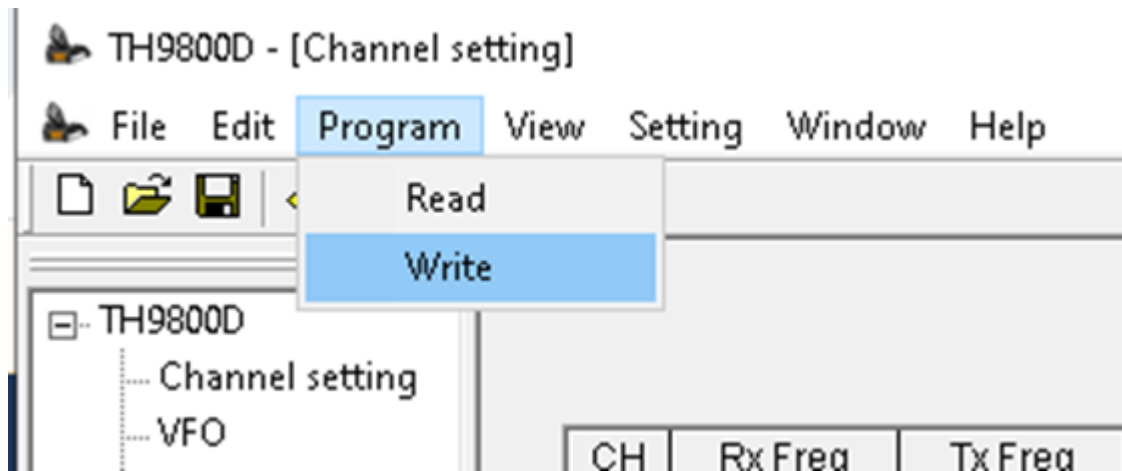 TH9800D - [Channel setting]
File Edit Program View Setting Window Help
Read
Write
TH9800D
Channel setting
VFO
CH Rx Freq Tx Freq